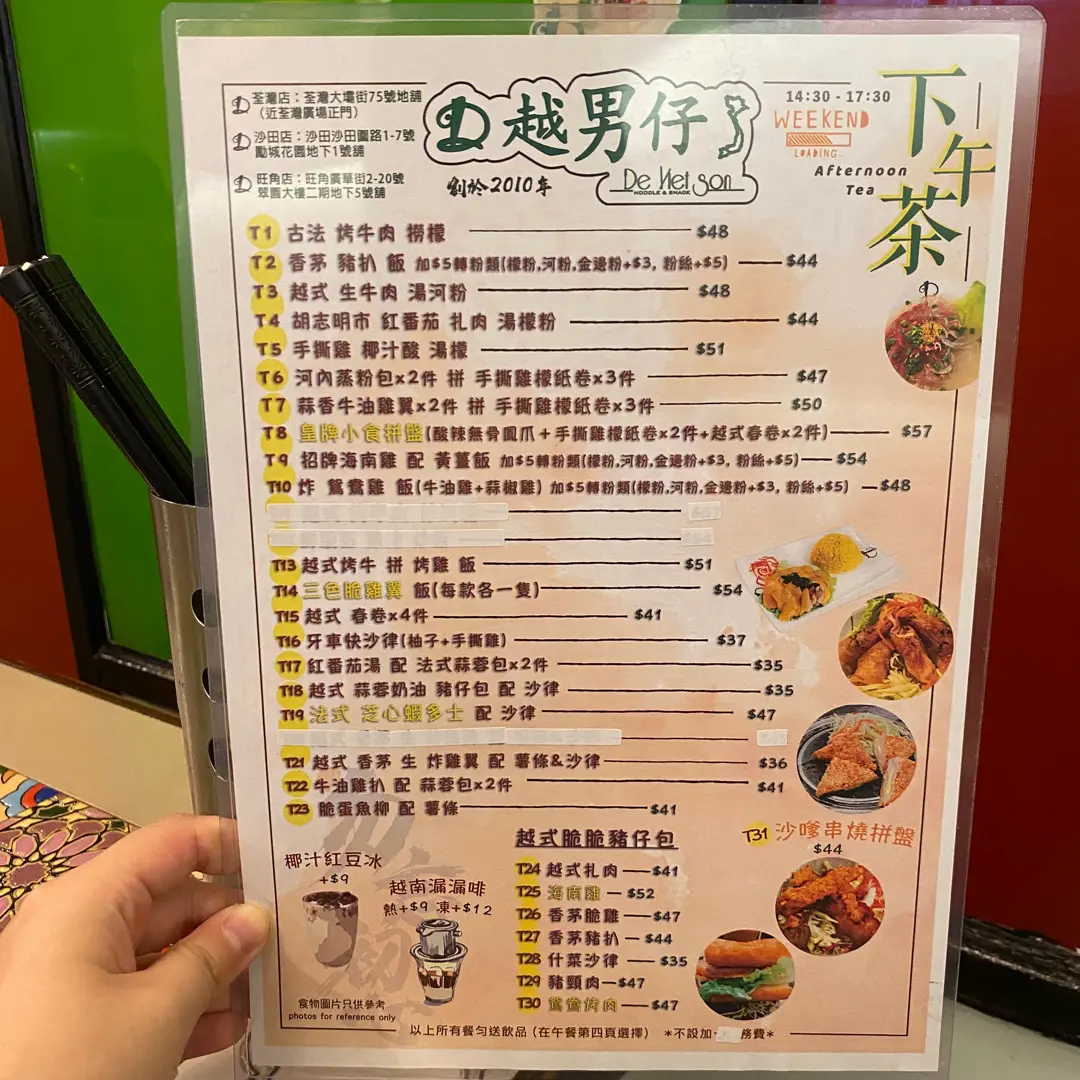 荃灣店：荃灣大壩街75號地舖
（近荃灣廣場正門）
沙田店：沙田沙田圍路1-7號
勵城花園地下1號舖
旺角店：旺角廣華街2-20號
翠園大樓二期地下5號舖
越男仔
創於2010年
De Viet Son
NOODLE & SNACK
14:30 - 17:30
WEEKEND
LOADING...
Afternoon
Tea
下午茶
T1 古法 烤牛肉 撈檬 $48
T2 香茅 豬扒 飯 加$5轉粉類(檬粉,河粉,金邊粉+$3, 粉絲+$5) $44
T3 越式 生牛肉 湯河粉 $48
T4 胡志明市 紅番茄 扎肉 湯檬粉 $44
T5 手撕雞 椰汁酸 湯檬 $51
T6 河內蒸粉包x2件 拼 手撕雞檬紙卷x3件 $47
T7 蒜香牛油雞翼x2件 拼 手撕雞檬紙卷x3件 $50
T8 皇牌小食拼盤(酸辣無骨鳳爪＋手撕雞檬紙卷x2件+越式春卷x2件) $57
T9 招牌海南雞 配 黃薑飯 加$5轉粉類(檬粉,河粉,金邊粉+$3, 粉絲+$5) $54
T10 炸 鴛鴦雞 飯(牛油雞+蒜椒雞) 加$5轉粉類(檬粉,河粉,金邊粉+$3, 粉絲+$5) $48
T13 越式烤牛 拼 烤雞 飯 $51
T14 三色脆雞翼 飯(每款各一隻) $54
T15 越式 春卷x4件 $41
T16 牙車快沙律(柚子+手撕雞) $37
T17 紅番茄湯 配 法式蒜蓉包x2件 $35
T18 越式 蒜蓉奶油 豬仔包 配 沙律 $35
T19 法式 芝心蝦多士 配 沙律 $47
T21 越式 香茅 生 炸雞翼 配 薯條&沙律 $36
T22 牛油雞扒 配 蒜蓉包x2件 $41
T23 脆蛋魚柳 配 薯條 $41
椰汁紅豆冰
+$9
越南滴滴啡
熱+$9 凍+$12
食物圖片只供參考
photos for reference only
越式脆脆豬仔包
T24 越式扎肉 $41
T25 海南雞 $52
T26 香茅脆雞 $47
T27 香茅豬扒 $44
T28 什菜沙律 $35
T29 豬頸肉 $47
T30 鴛鴦烤肉 $47
T31 沙嗲串燒拼盤
$44
以上所有餐勻送飲品 (在午餐第四頁選擇) *不設加一 務費*